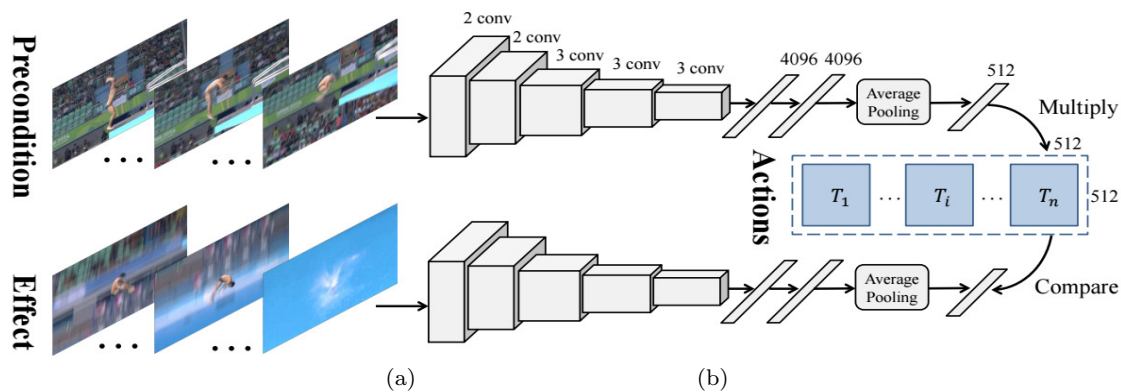 Precondition
2 conv
2 conv
3 conv
3 conv
3 conv
4096 4096
Average
Pooling
512
Multiply
512
Actions
T₁ ... Tᵢ ... Tₙ
512
Effect
Average
Pooling
Compare
(a)
(b)